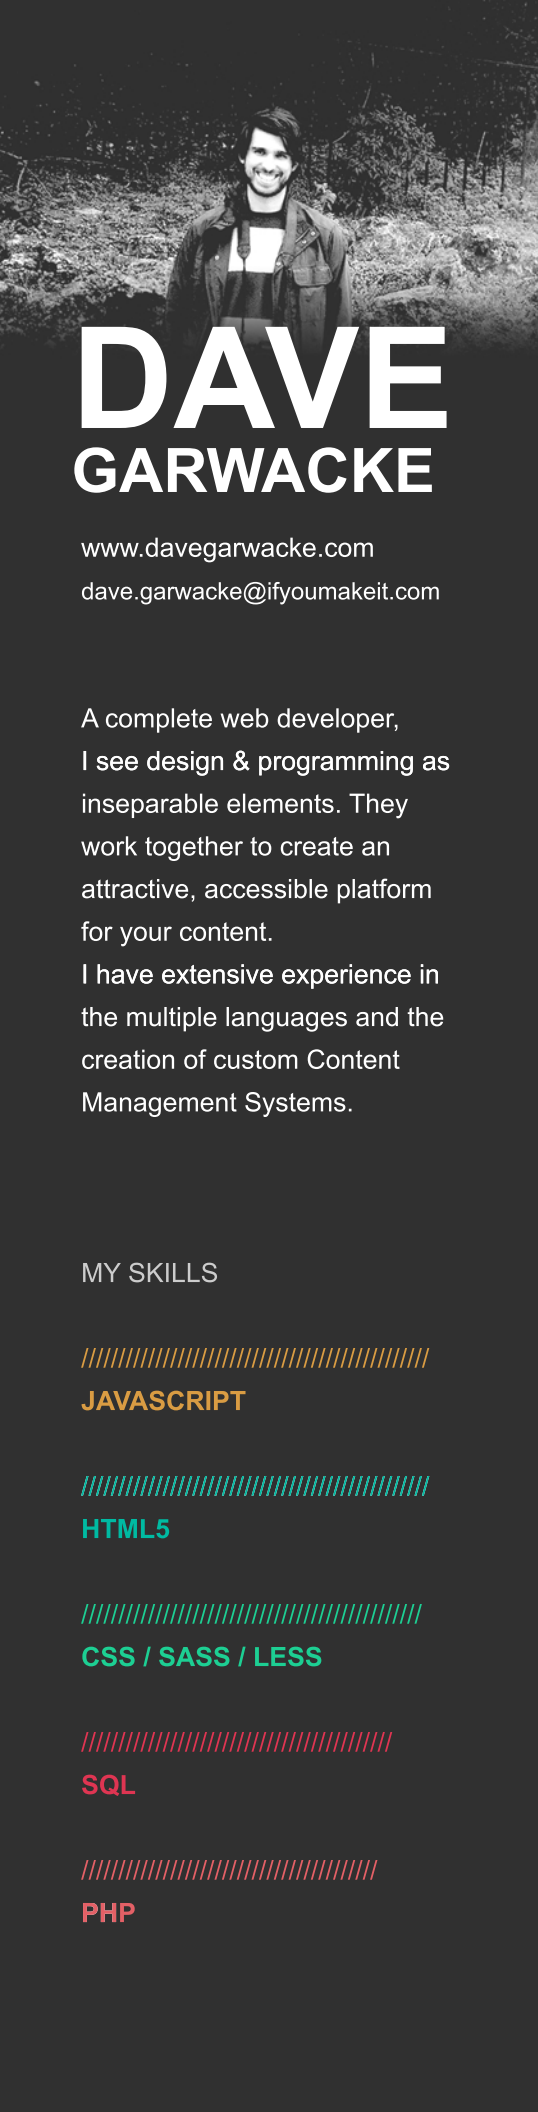 DAVE
GARWACKE
www.davegarwacke.com
dave.garwacke@ifyoumakeit.com
A complete web developer,
I see design & programming as
inseparable elements. They
work together to create an
attractive, accessible platform
for your content.
I have extensive experience in
the multiple languages and the
creation of custom Content
Management Systems.
MY SKILLS
///////////////////////////////////////////////
JAVASCRIPT
///////////////////////////////////////////////
HTML5
//////////////////////////////////////////////
CSS / SASS / LESS
//////////////////////////////////////////
SQL
////////////////////////////////////////
PHP